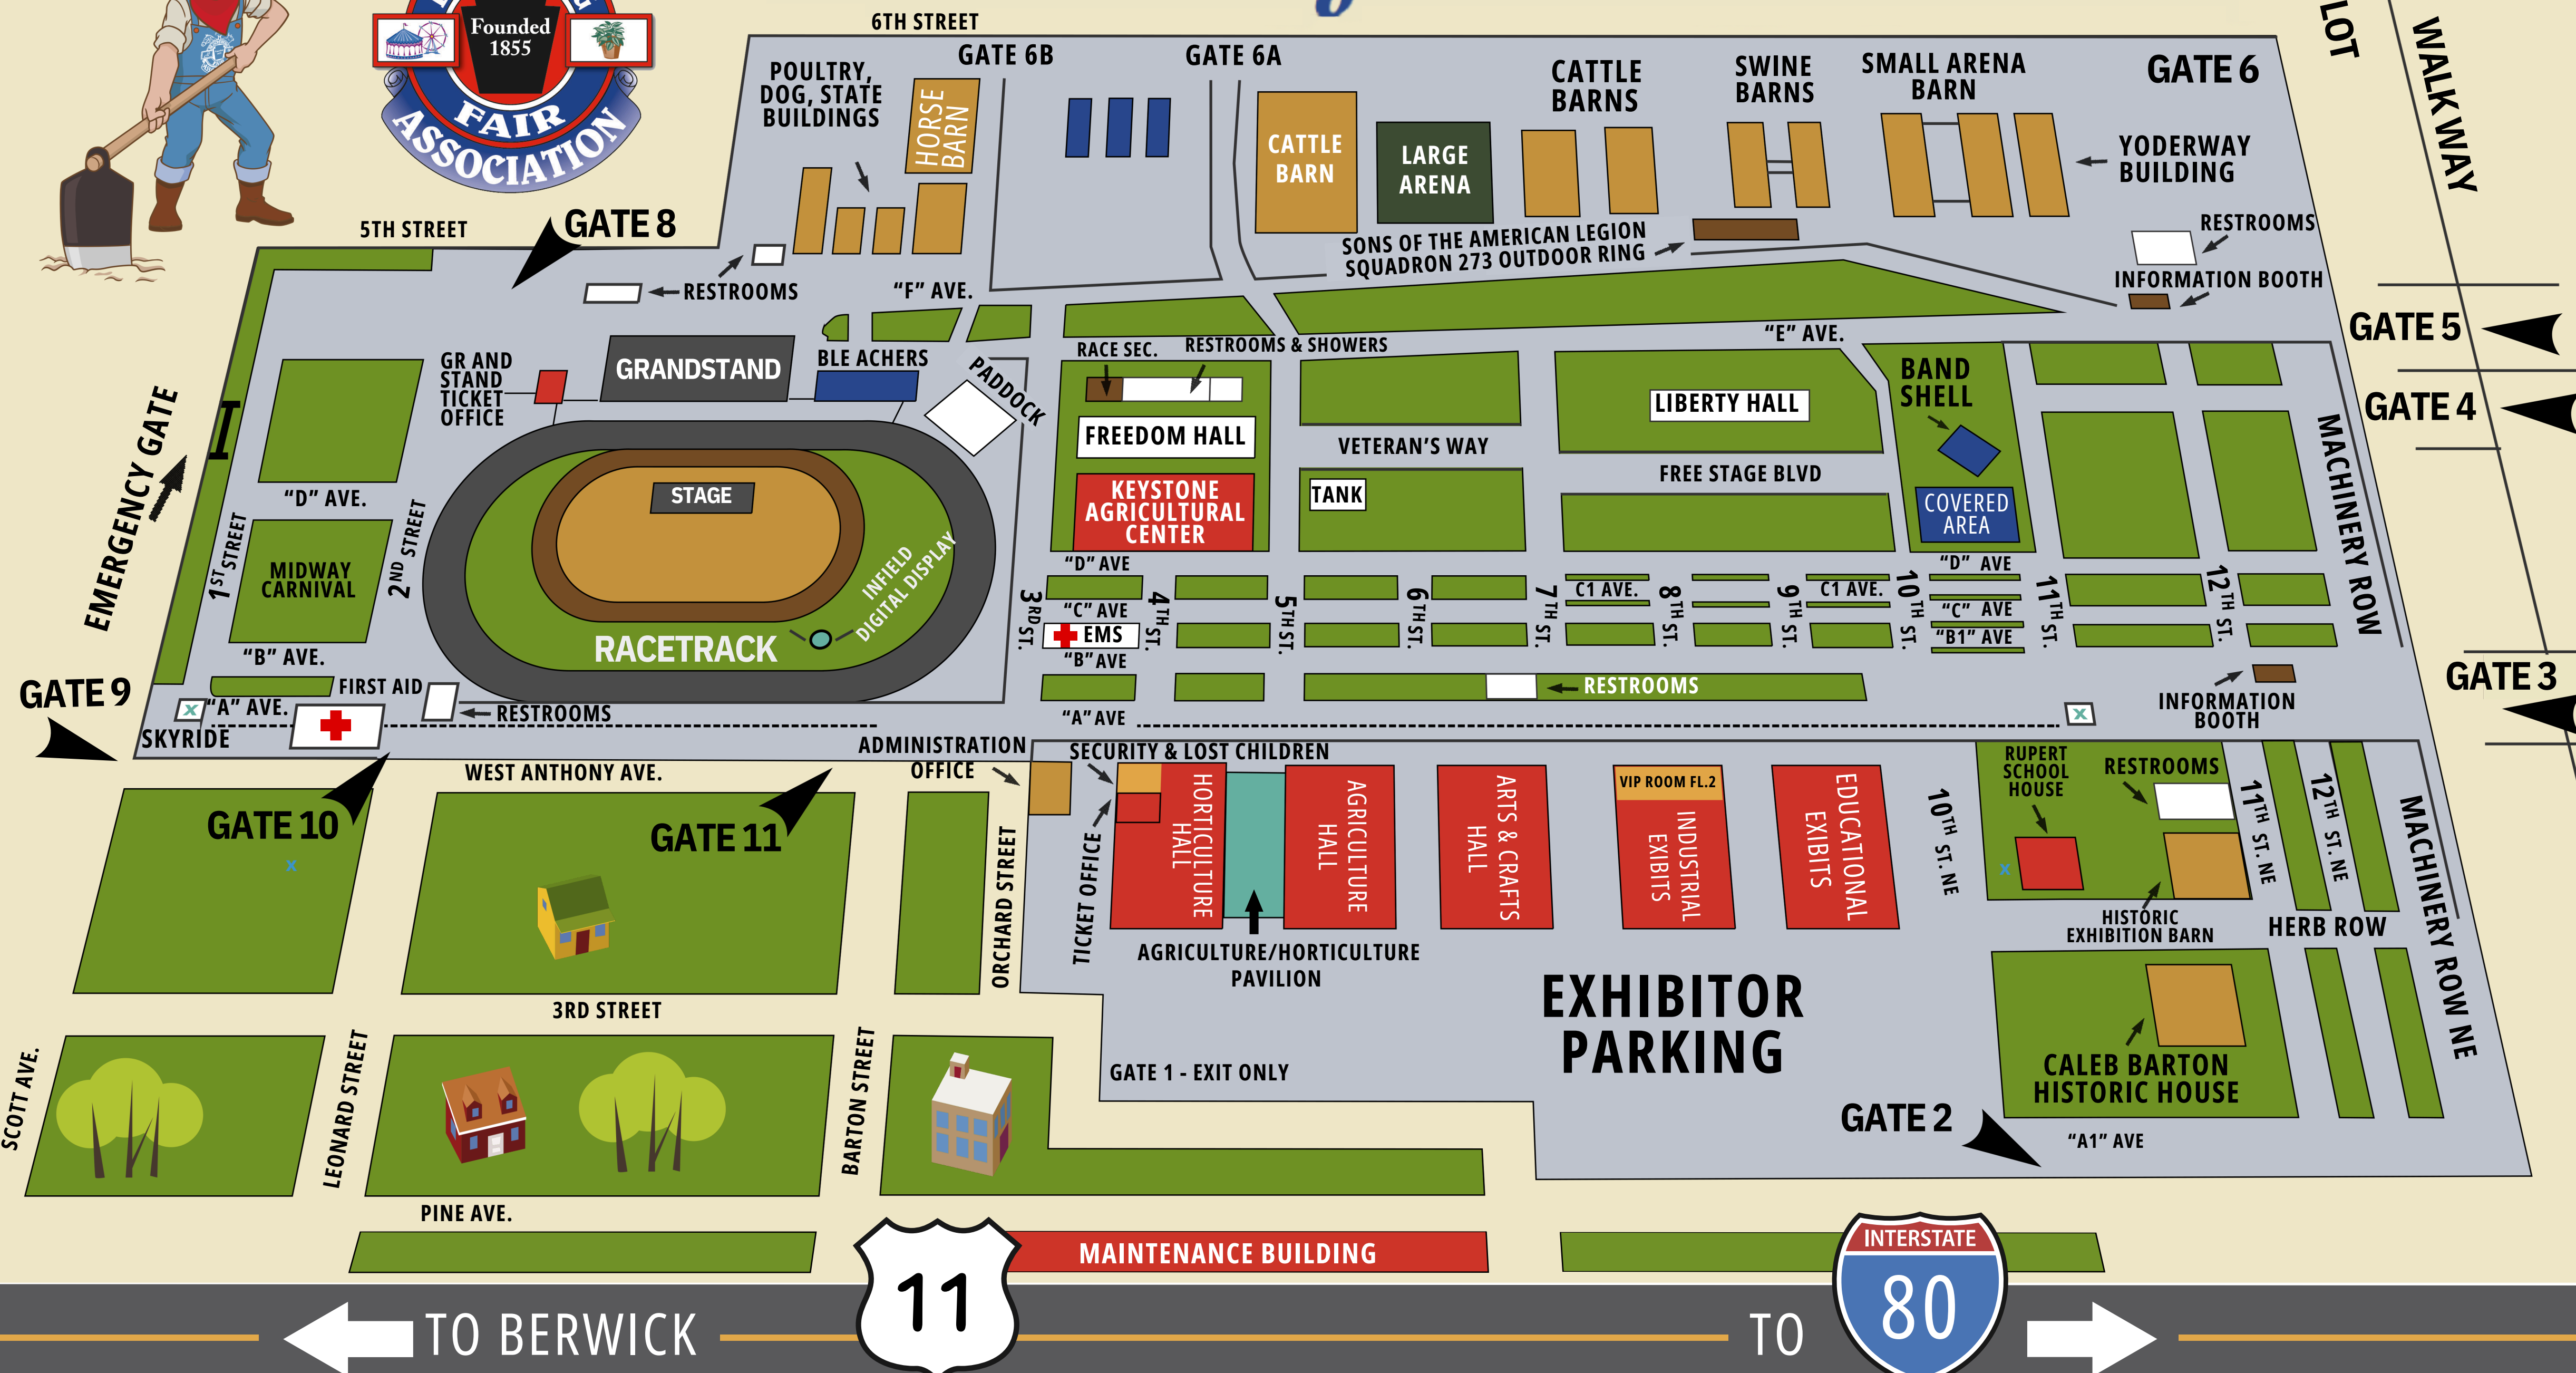 Founded
1855
FAIR
ASSOCIATION
6TH STREET
GATE 6B
GATE 6A
LOT
WALK WAY
POULTRY,
DOG, STATE
BUILDINGS
HORSE
BARN
CATTLE
BARN
LARGE
ARENA
CATTLE
BARNS
SWINE
BARNS
SMALL ARENA
BARN
GATE 6
YODERWAY
BUILDING
5TH STREET
GATE 8
RESTROOMS
"F" AVE.
SONS OF THE AMERICAN LEGION
SQUADRON 273 OUTDOOR RING
RESTROOMS
INFORMATION BOOTH
GATE 5
GATE 4
GR AND
STAND
TICKET
OFFICE
GRANDSTAND
BLE ACHERS
PADDOCK
RACE SEC.
RESTROOMS & SHOWERS
"E" AVE.
FREEDOM HALL
KEYSTONE
AGRICULTURAL
CENTER
VETERAN'S WAY
TANK
LIBERTY HALL
FREE STAGE BLVD
BAND
SHELL
COVERED
AREA
MACHINERY ROW
EMERGENCY GATE
"D" AVE.
1ST STREET
2ND STREET
MIDWAY
CARNIVAL
"B" AVE.
STAGE
INFIELD
DIGITAL DISPLAY
RACETRACK
"D" AVE
"C" AVE
EMS
"B" AVE
3RD ST.
4TH ST.
5TH ST.
6TH ST.
7TH ST.
C1 AVE.
8TH ST.
9TH ST.
C1 AVE.
10TH ST.
"D" AVE
"C" AVE
"B1" AVE
11TH ST.
12TH ST.
GATE 9
X
"A" AVE.
SKYRIDE
FIRST AID
RESTROOMS
"A" AVE
RESTROOMS
X
INFORMATION
BOOTH
GATE 3
WEST ANTHONY AVE.
ADMINISTRATION
OFFICE
SECURITY & LOST CHILDREN
GATE 10
X
GATE 11
ORCHARD STREET
TICKET OFFICE
HORTICULTURE
HALL
AGRICULTURE
HALL
AGRICULTURE/HORTICULTURE
PAVILION
ARTS & CRAFTS
HALL
VIP ROOM FL.2
INDUSTRIAL
EXIBITS
EDUCATIONAL
EXIBITS
10TH ST. NE
RUPERT
SCHOOL
HOUSE
X
RESTROOMS
HISTORIC
EXHIBITION BARN
11TH ST. NE
12TH ST. NE
HERB ROW
MACHINERY ROW NE
3RD STREET
EXHIBITOR
PARKING
SCOTT AVE.
LEONARD STREET
BARTON STREET
GATE 1 - EXIT ONLY
CALEB BARTON
HISTORIC HOUSE
GATE 2
"A1" AVE
PINE AVE.
MAINTENANCE BUILDING
TO BERWICK
11
TO
INTERSTATE
80